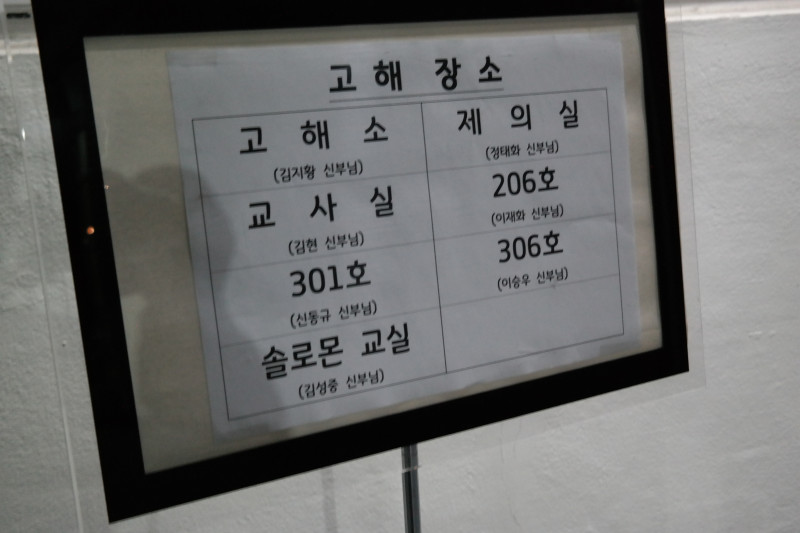 고해 장소
고해소 제의실
(김지황 신부님) (정태화 신부님)
교사실 206호
(김현 신부님) (이재화 신부님)
301호 306호
(신동규 신부님) (이승우 신부님)
솔로몬 교실
(김성중 신부님)